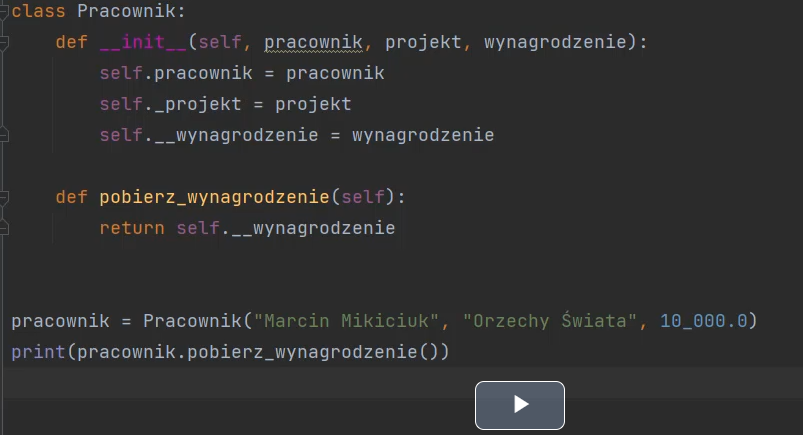 class Pracownik:
    def __init__(self, pracownik, projekt, wynagrodzenie):
        self.pracownik = pracownik
        self._projekt = projekt
        self.__wynagrodzenie = wynagrodzenie
    def pobierz_wynagrodzenie(self):
        return self.__wynagrodzenie
pracownik = Pracownik("Marcin Mikiciuk", "Orzechy Świata", 10_000.0)
print(pracownik.pobierz_wynagrodzenie())